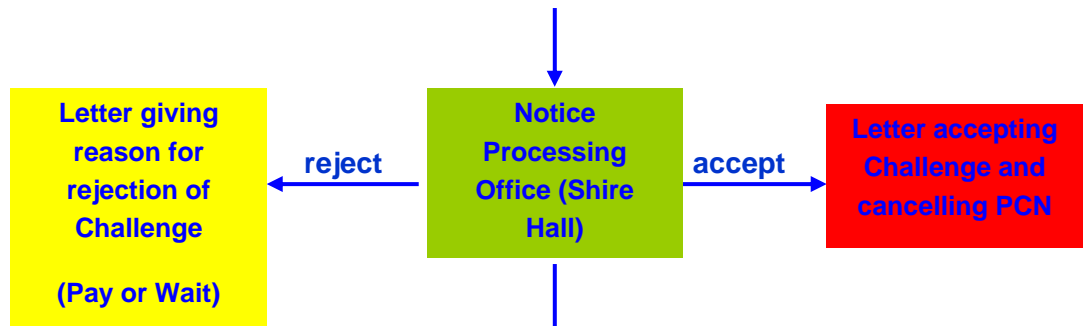 Letter giving
reason for
rejection of
Challenge
(Pay or Wait)
reject
Notice
Processing
Office (Shire
Hall)
accept
Letter accepting
Challenge and
cancelling PCN